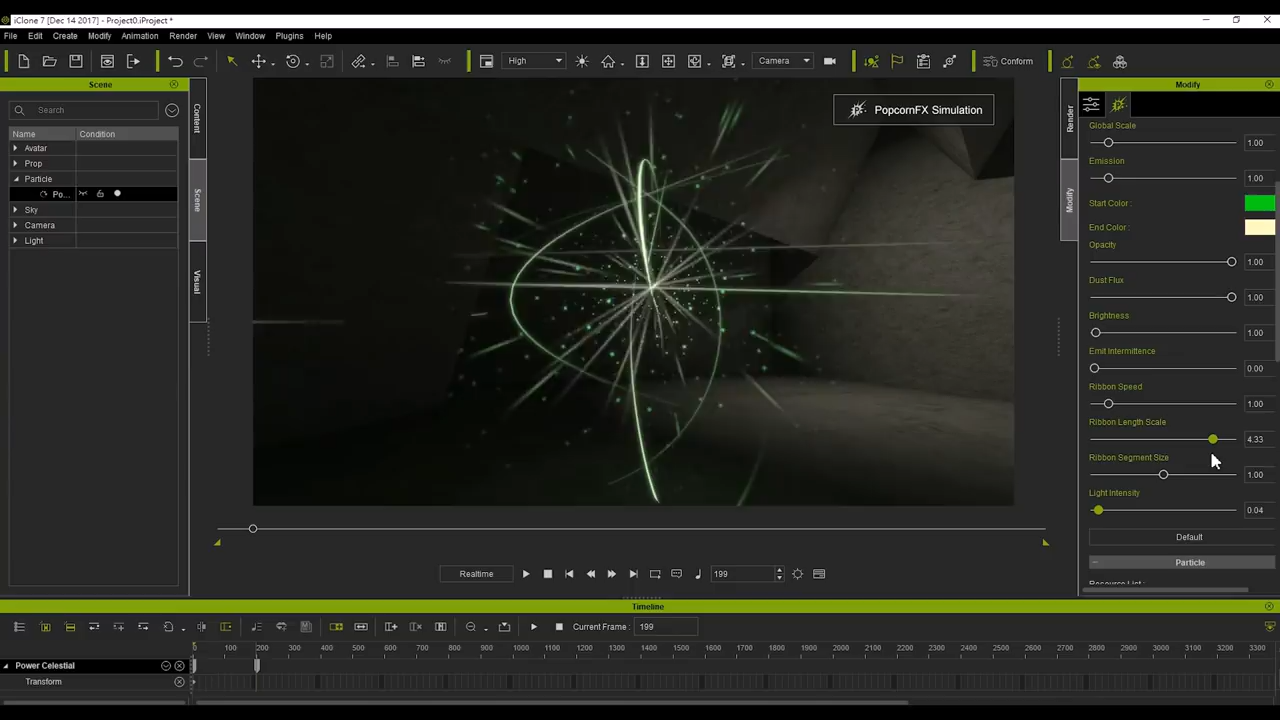 iClone 7 [Dec 14 2017] - Project0.iProject *
File Edit Create Modify Animation Render View Window Plugins Help
High
Camera
Conform
Scene
Search
Name Condition
Avatar
Prop
Particle
Po...
Sky
Camera
Light
Content
Scene
Visual
PopcornFX Simulation
Render
Modify
Modify
Global Scale
1.00
Emission
1.00
Start Color :
End Color :
Opacity
1.00
Dust Flux
1.00
Brightness
1.00
Emit Intermittence
0.00
Ribbon Speed
1.00
Ribbon Length Scale
4.33
Ribbon Segment Size
1.00
Light Intensity
0.04
Default
Particle
Resource List:
Realtime
199
Timeline
Current Frame : 199
0 100 200 300 400 500 600 700 800 900 1000 1100 1200 1300 1400 1500 1600 1700 1800 1900 2000 2100 2200 2300 2400 2500 2600 2700 2800 2900 3000 3100 3200 3300
Power Celestial
Transform